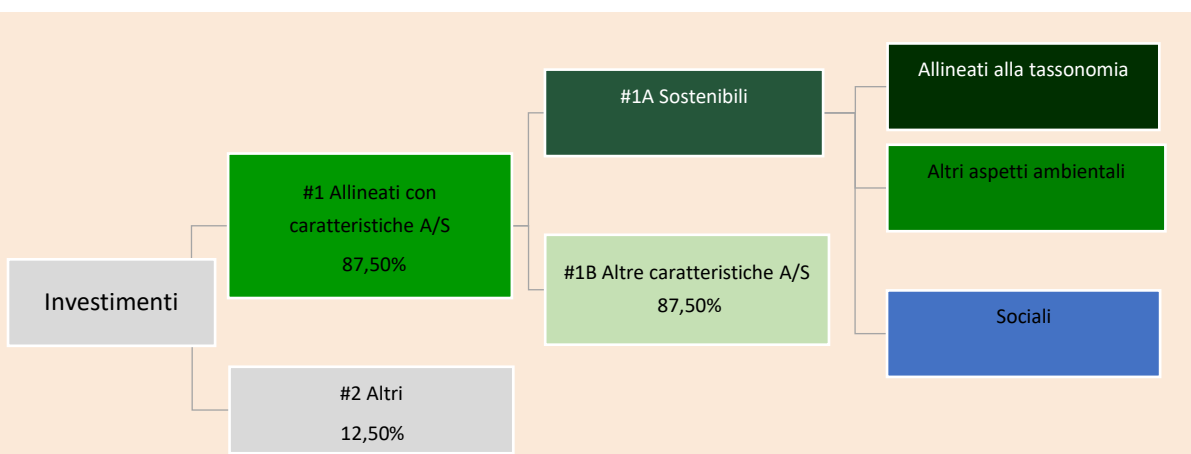 Investimenti
#1 Allineati con
caratteristiche A/S
87,50%
#2 Altri
12,50%
#1A Sostenibili
#1B Altre caratteristiche A/S
87,50%
Allineati alla tassonomia
Altri aspetti ambientali
Sociali